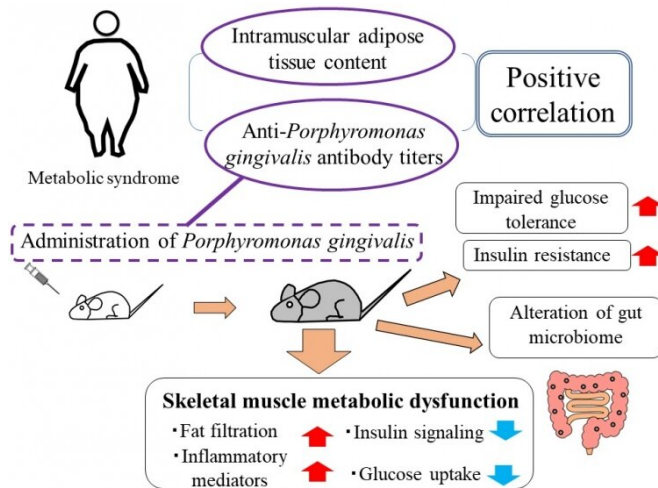 Intramuscular adipose
tissue content
Positive
correlation
Anti-Porphyromonas
gingivalis antibody titers
Metabolic syndrome
Impaired glucose
tolerance
Administration of Porphyromonas gingivalis
Insulin resistance
Alteration of gut
microbiome
Skeletal muscle metabolic dysfunction
・Fat filtration
・Inflammatory
mediators
・Insulin signaling
・Glucose uptake